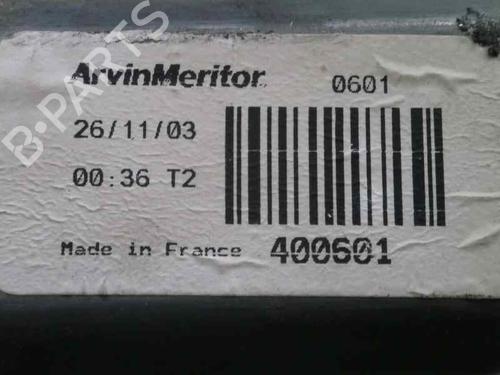 ArvinMeritor 0601
26/11/03
00:36 T2
Made in France 400601
B-PARTS